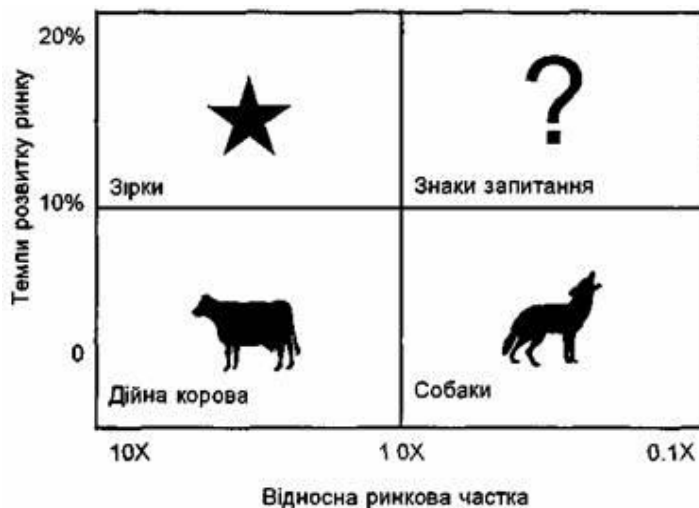 20%
?
Темпи розвитку ринку
Зірки
Знаки запитання
10%
0
Дійна корова
Собаки
10X
1 0X
0.1X
Відносна ринкова частка